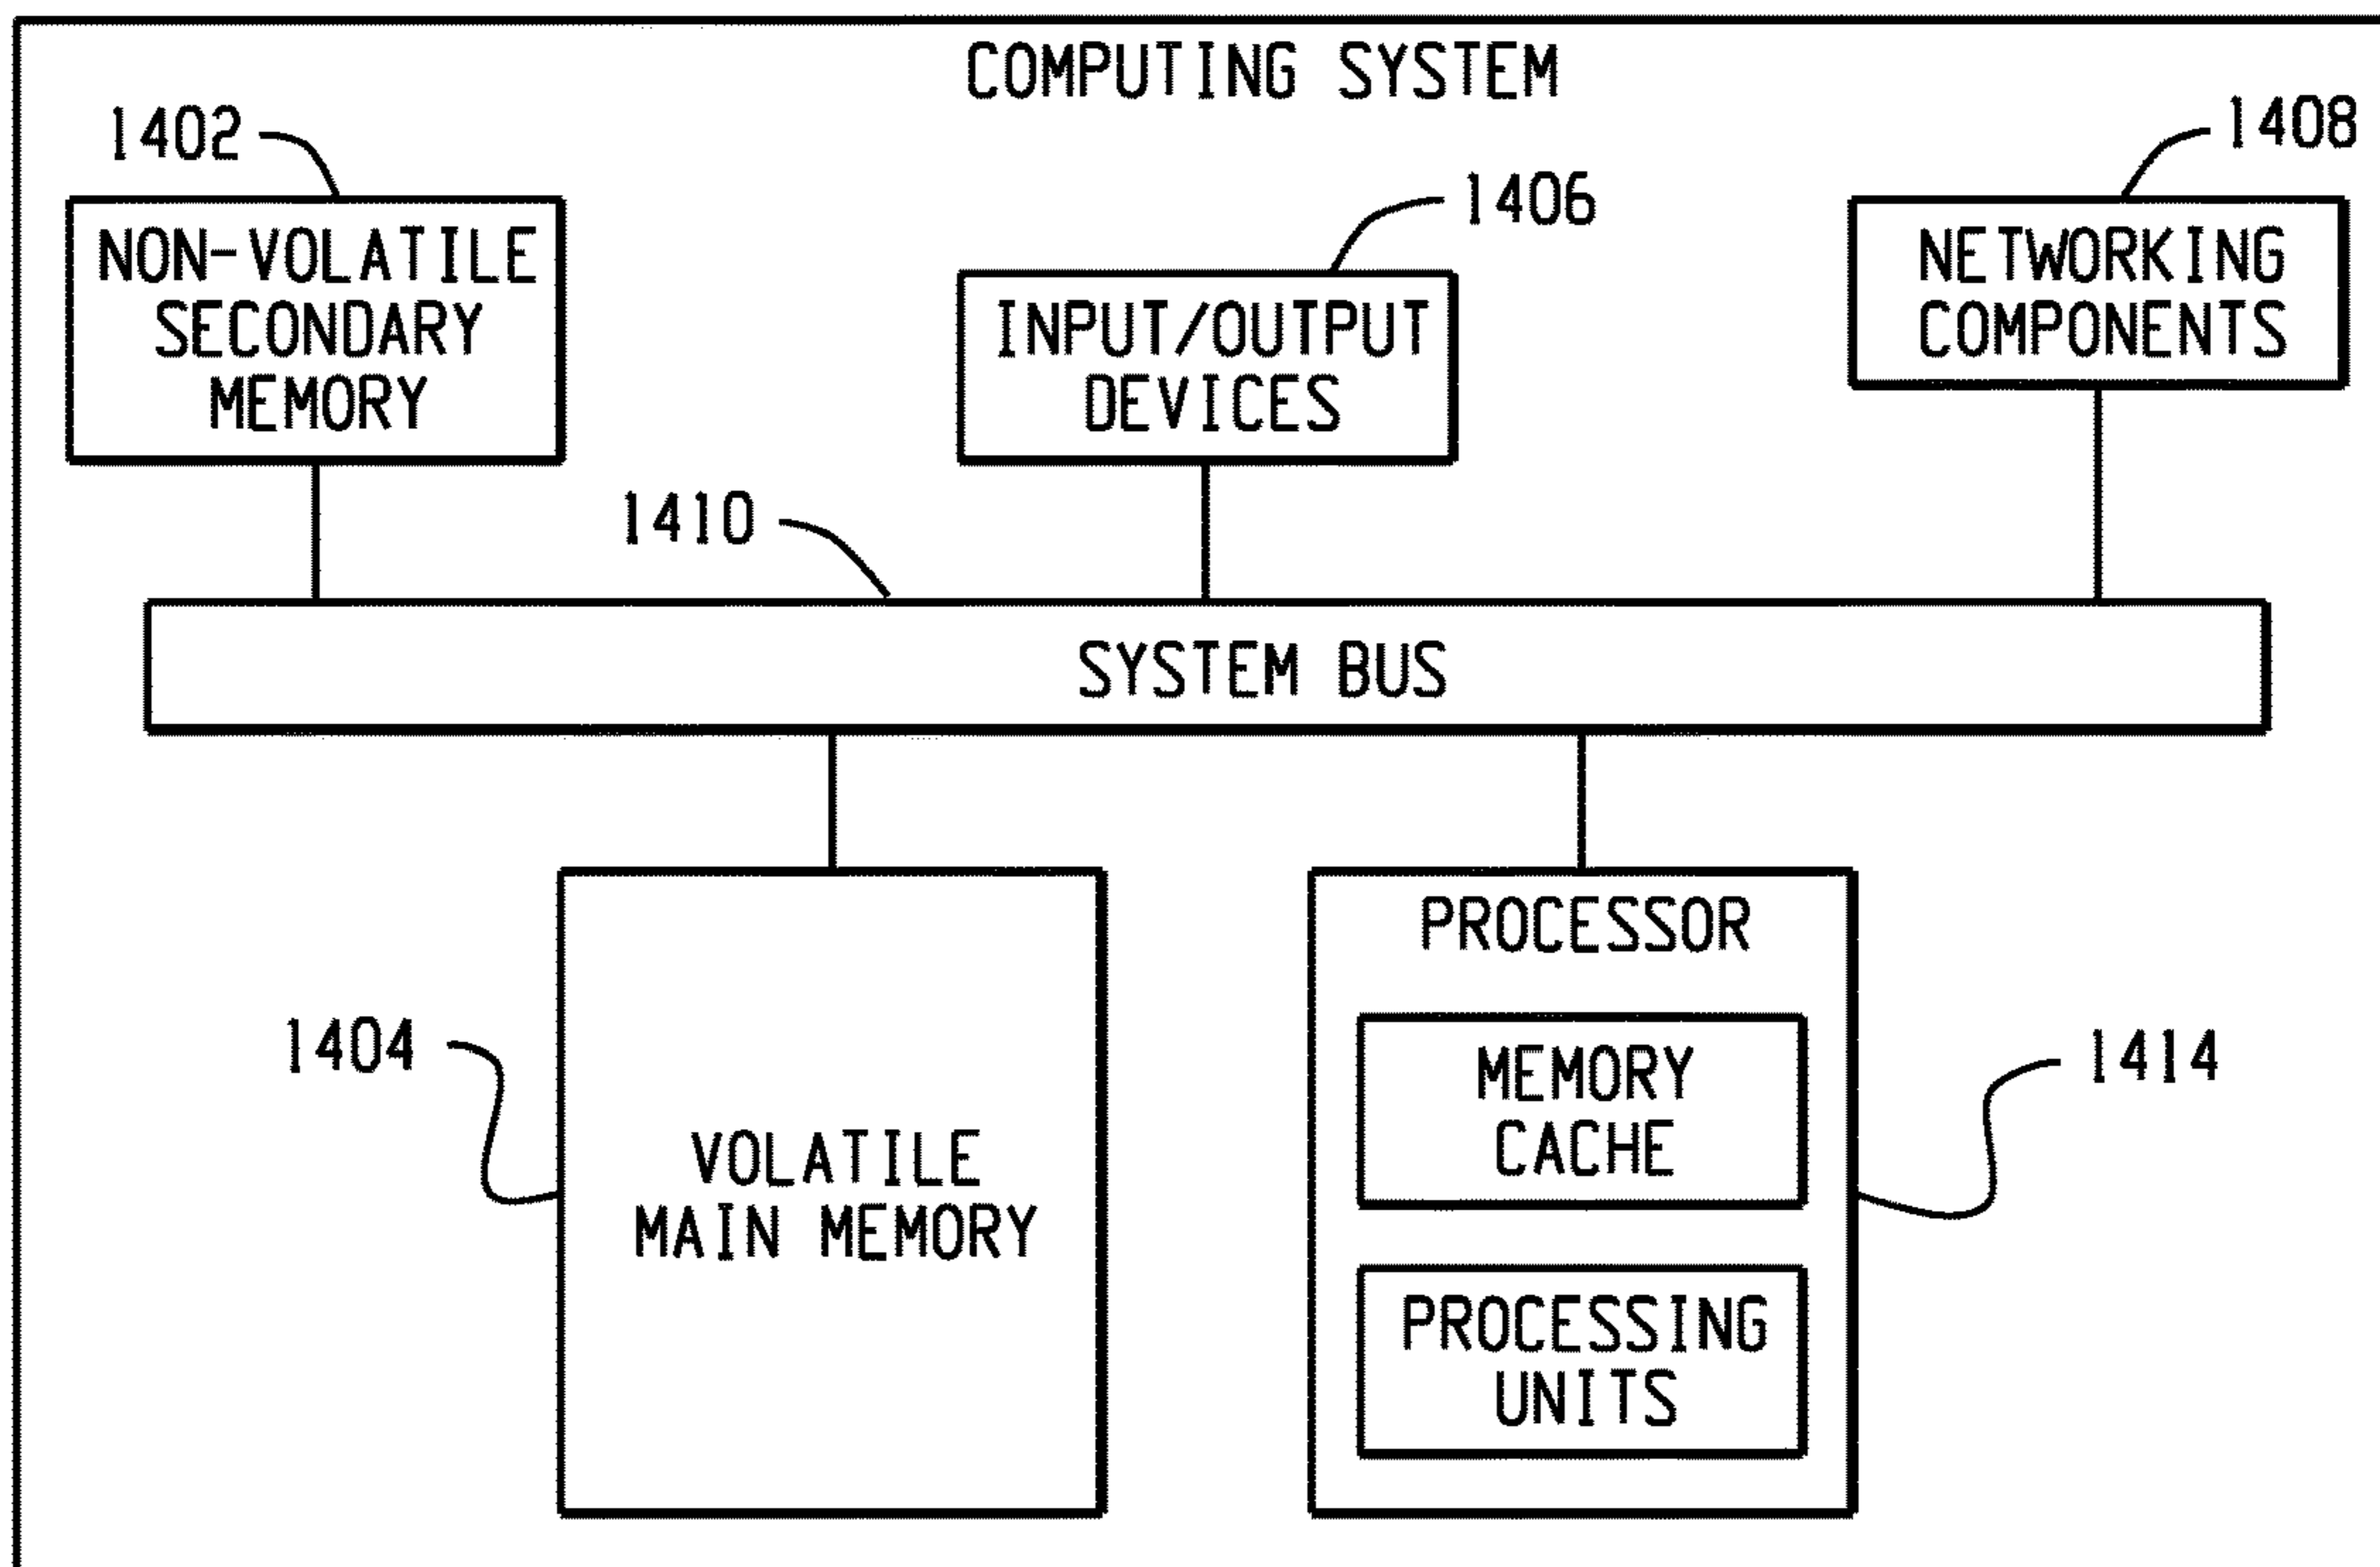 COMPUTING SYSTEM
1402
1408
1406
NON-VOLATILE
SECONDARY
MEMORY
INPUT/OUTPUT
DEVICES
NETWORKING
COMPONENTS
1410
SYSTEM BUS
PROCESSOR
1404
1414
VOLATILE
MAIN MEMORY
MEMORY
CACHE
PROCESSING
UNITS